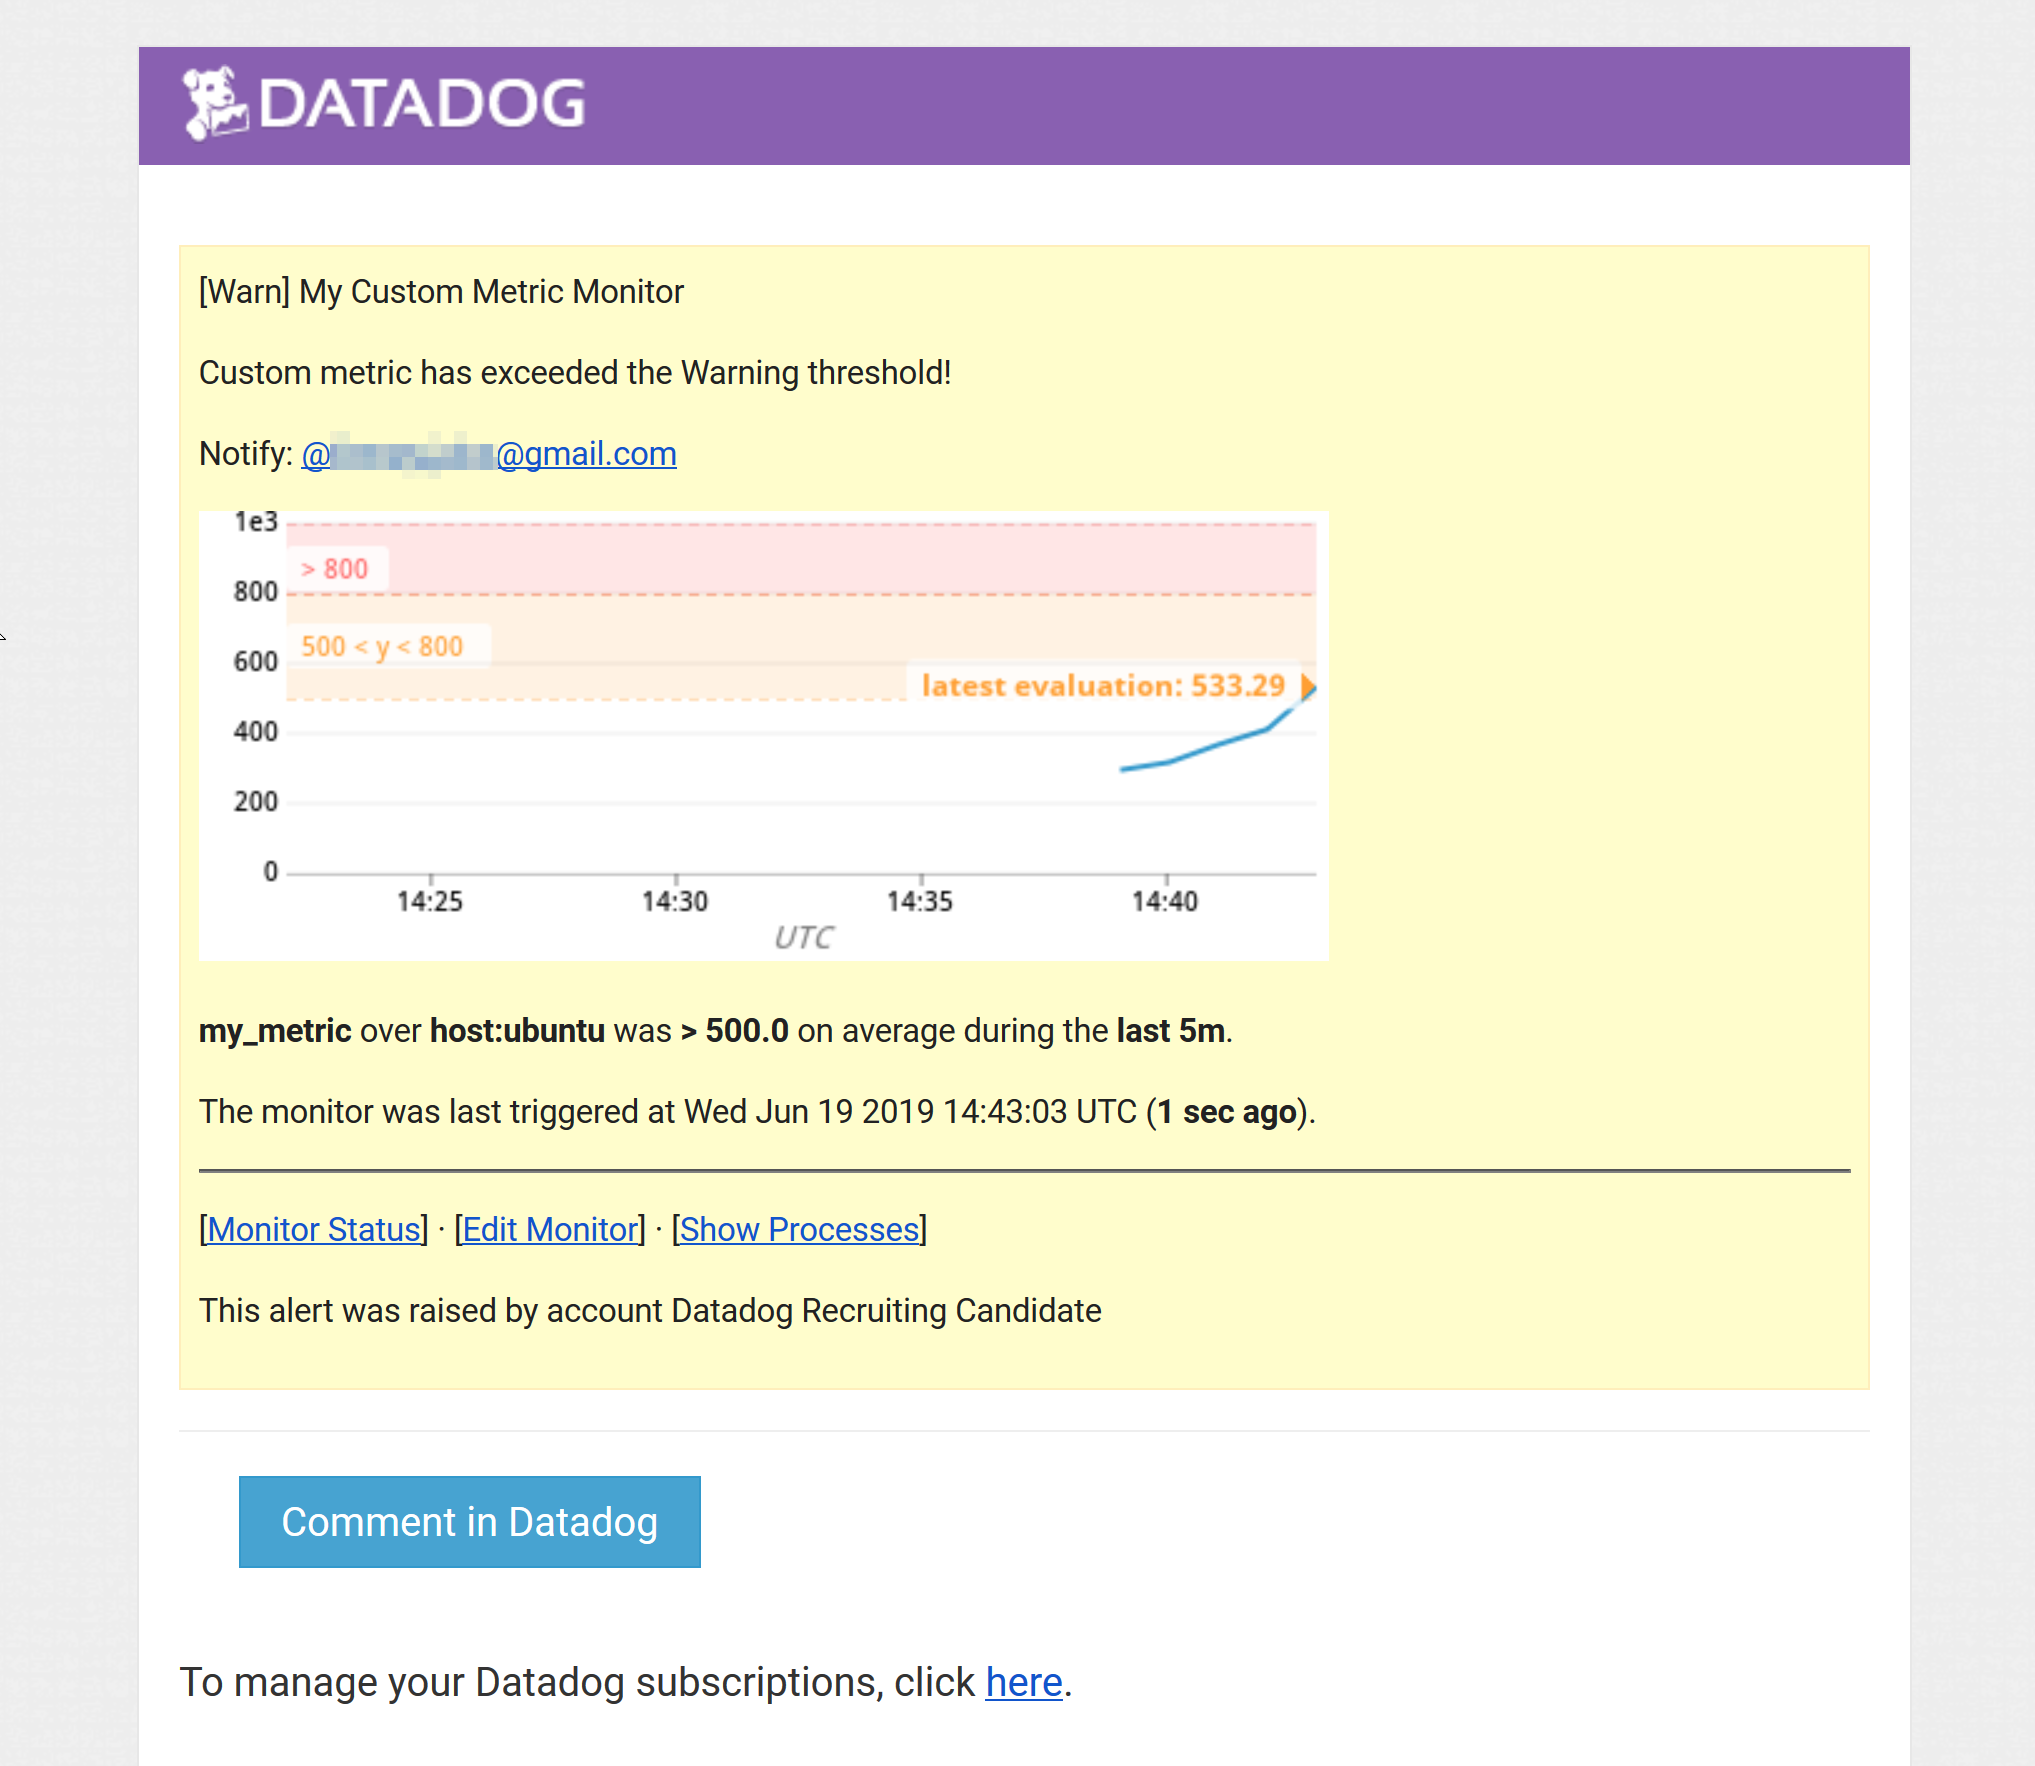 DATADOG
[Warn] My Custom Metric Monitor
Custom metric has exceeded the Warning threshold!
Notify: @ @gmail.com
1e3
> 800
800
500 < y < 800
600
latest evaluation: 533.29
400
200
0
14:25 14:30 14:35 14:40
UTC
my_metric over host:ubuntu was > 500.0 on average during the last 5m.
The monitor was last triggered at Wed Jun 19 2019 14:43:03 UTC (1 sec ago).
[Monitor Status] · [Edit Monitor] · [Show Processes]
This alert was raised by account Datadog Recruiting Candidate
Comment in Datadog
To manage your Datadog subscriptions, click here.